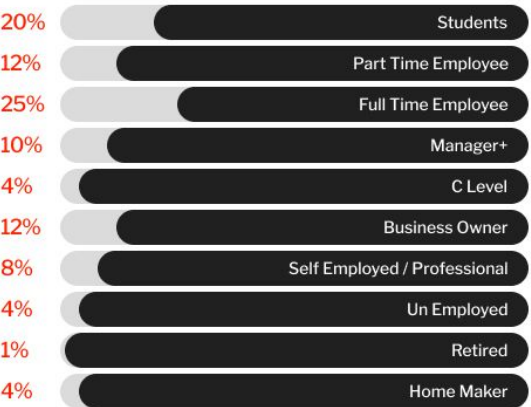 20% Students
12% Part Time Employee
25% Full Time Employee
10% Manager+
4% C Level
12% Business Owner
8% Self Employed / Professional
4% Un Employed
1% Retired
4% Home Maker